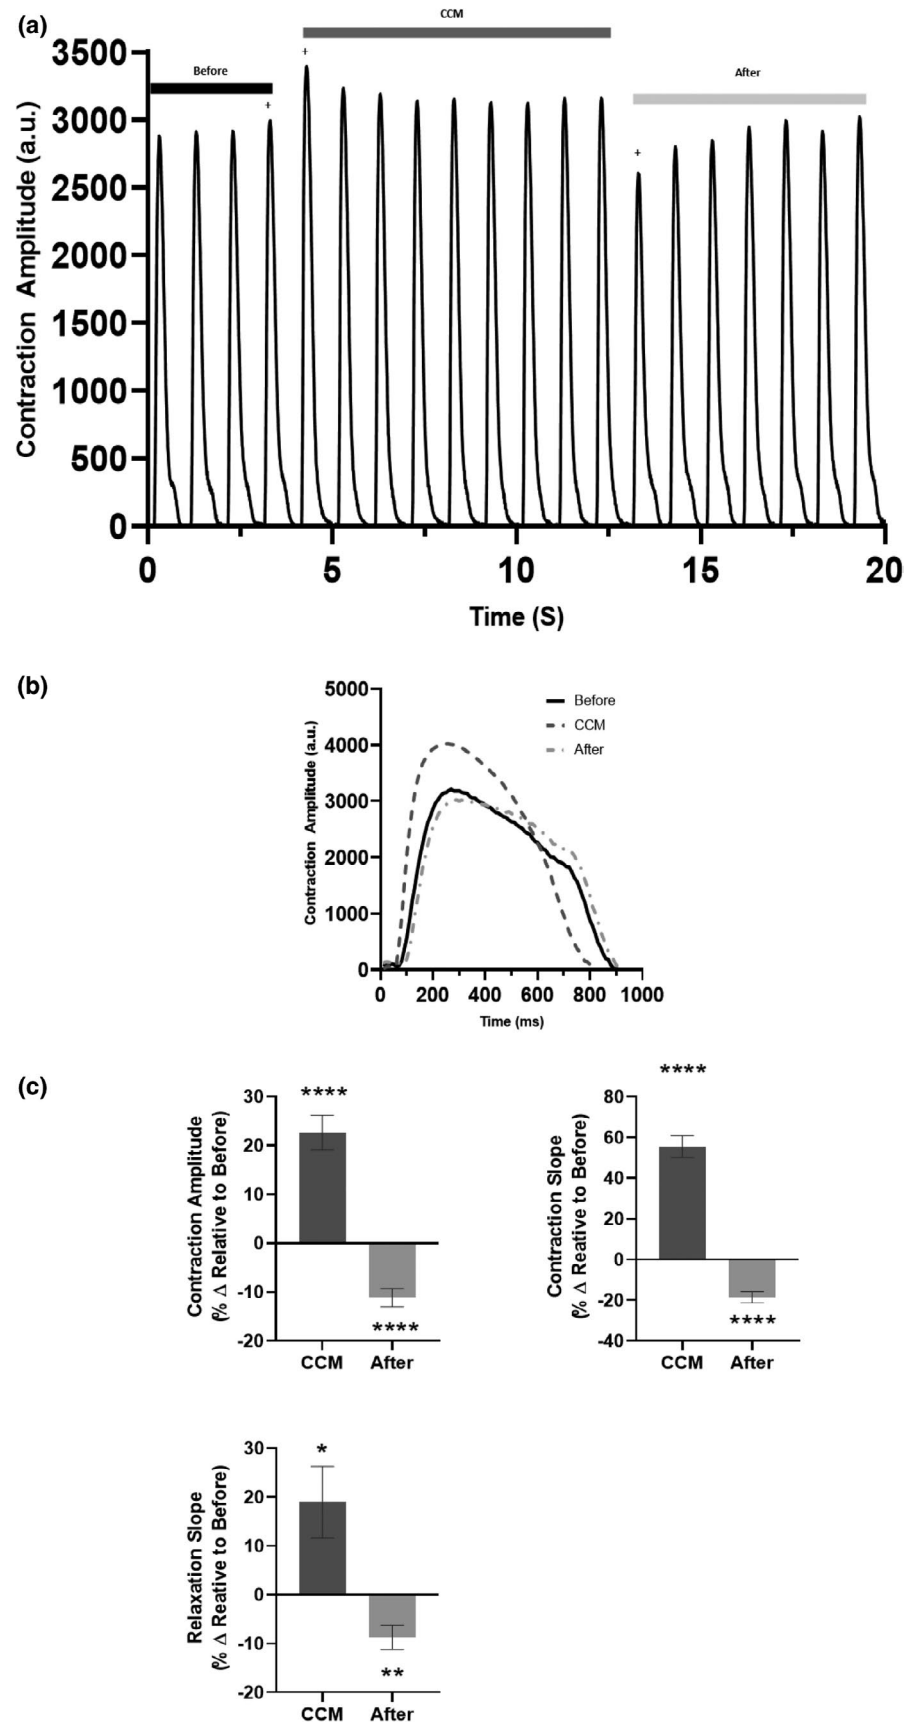 (a)
CCM
Before
After
+
+
+
3500
3000
2500
2000
1500
1000
500
0
Contraction Amplitude (a.u.)
0 5 10 15 20
Time (S)
(b)
5000
4000
3000
2000
1000
0
Contraction Amplitude (a.u.)
Before
CCM
After
0 200 400 600 800 1000
Time (ms)
(c)
Contraction Amplitude
(% Δ Relative to Before)
30
20
10
0
-10
-20
****
****
CCM After
Contraction Slope
(% Δ Reative to Before)
80
60
40
20
0
-20
-40
****
****
CCM After
Relaxation Slope
(% Δ Reative to Before)
30
20
10
0
-10
-20
*
**
CCM After